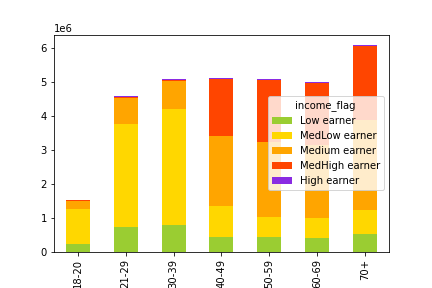 1e6
6
5
4
3
2
1
0
income_flag
Low earner
MedLow earner
Medium earner
MedHigh earner
High earner
18-20
21-29
30-39
40-49
50-59
60-69
70+